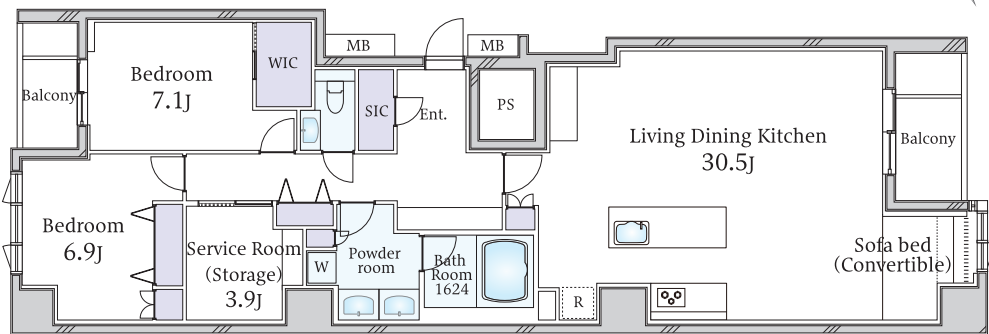 MB
MB
Bedroom
7.1J
WIC
Balcony
SIC
Ent.
PS
Living Dining Kitchen
30.5J
Balcony
Bedroom
6.9J
Service Room
(Storage)
3.9J
W
Powder
room
Bath
Room
1624
R
Sofa bed
(Convertible)